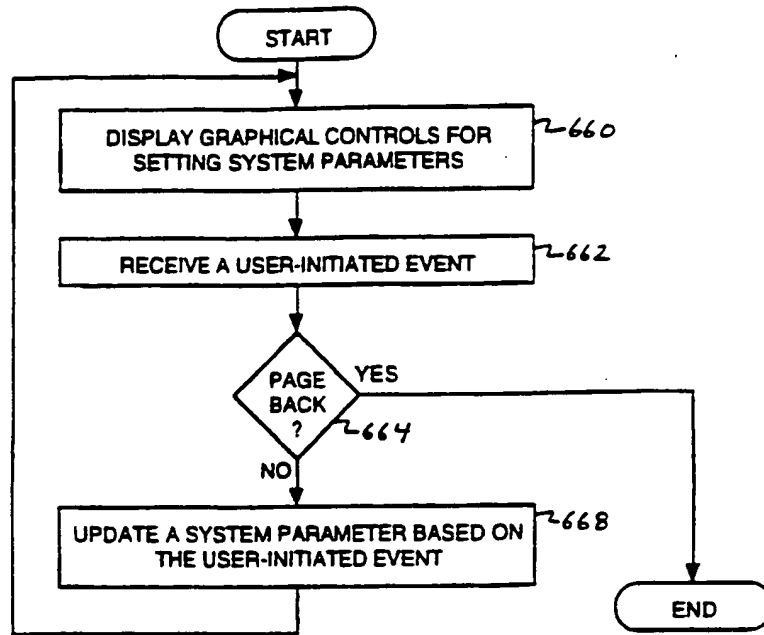 START
DISPLAY GRAPHICAL CONTROLS FOR
SETTING SYSTEM PARAMETERS
660
RECEIVE A USER-INITIATED EVENT
662
PAGE
BACK
?
YES
664
NO
UPDATE A SYSTEM PARAMETER BASED ON
THE USER-INITIATED EVENT
668
END